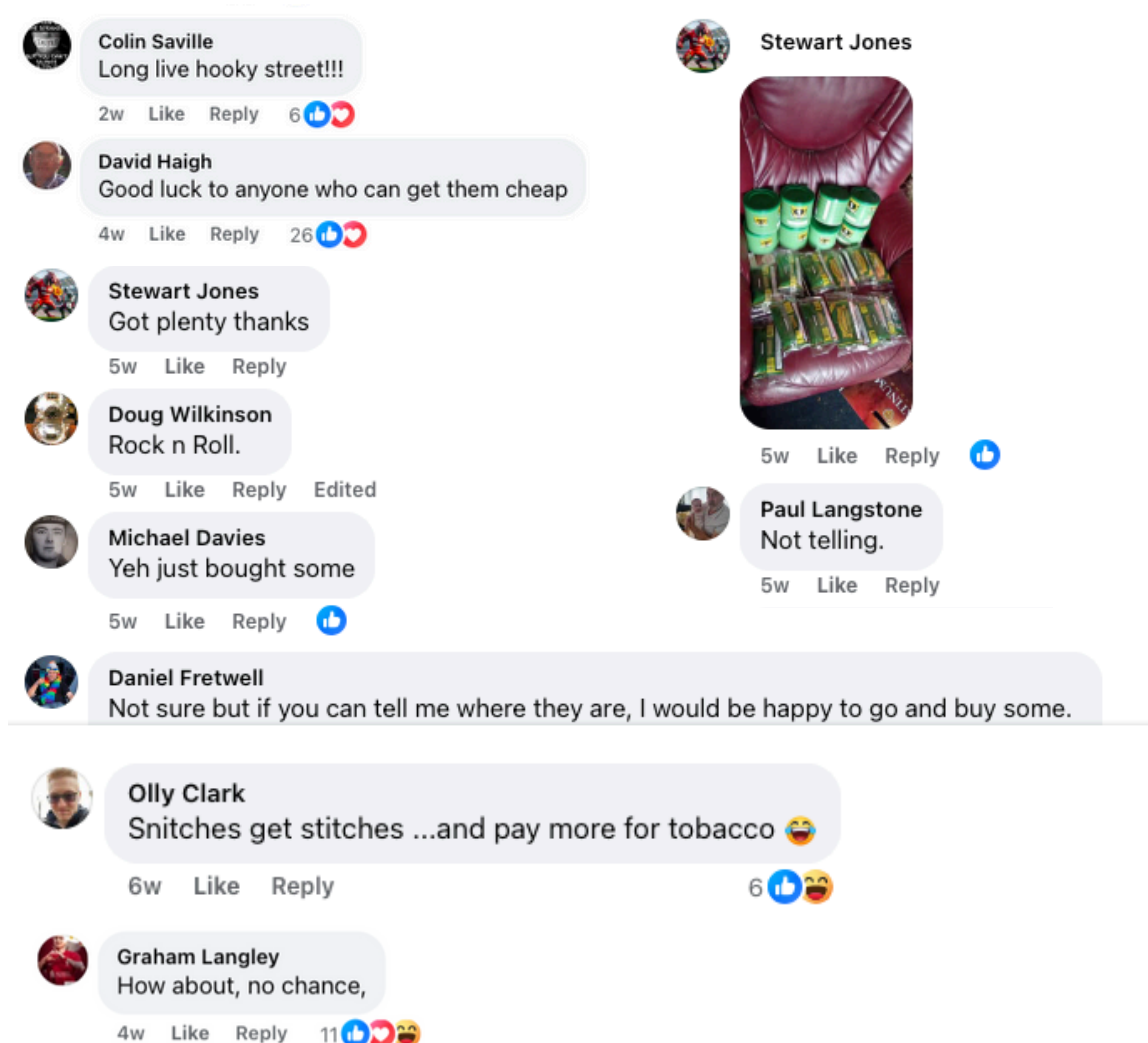 Colin Saville
Long live hooky street!!!
2w Like Reply 6
David Haigh
Good luck to anyone who can get them cheap
4w Like Reply 26
Stewart Jones
Got plenty thanks
5w Like Reply
Doug Wilkinson
Rock n Roll.
5w Like Reply Edited
Michael Davies
Yeh just bought some
5w Like Reply
Stewart Jones
5w Like Reply
Paul Langstone
Not telling.
5w Like Reply
Daniel Fretwell
Not sure but if you can tell me where they are, I would be happy to go and buy some.
Olly Clark
Snitches get stitches ...and pay more for tobacco 😂
6w Like Reply 6
Graham Langley
How about, no chance,
4w Like Reply 11